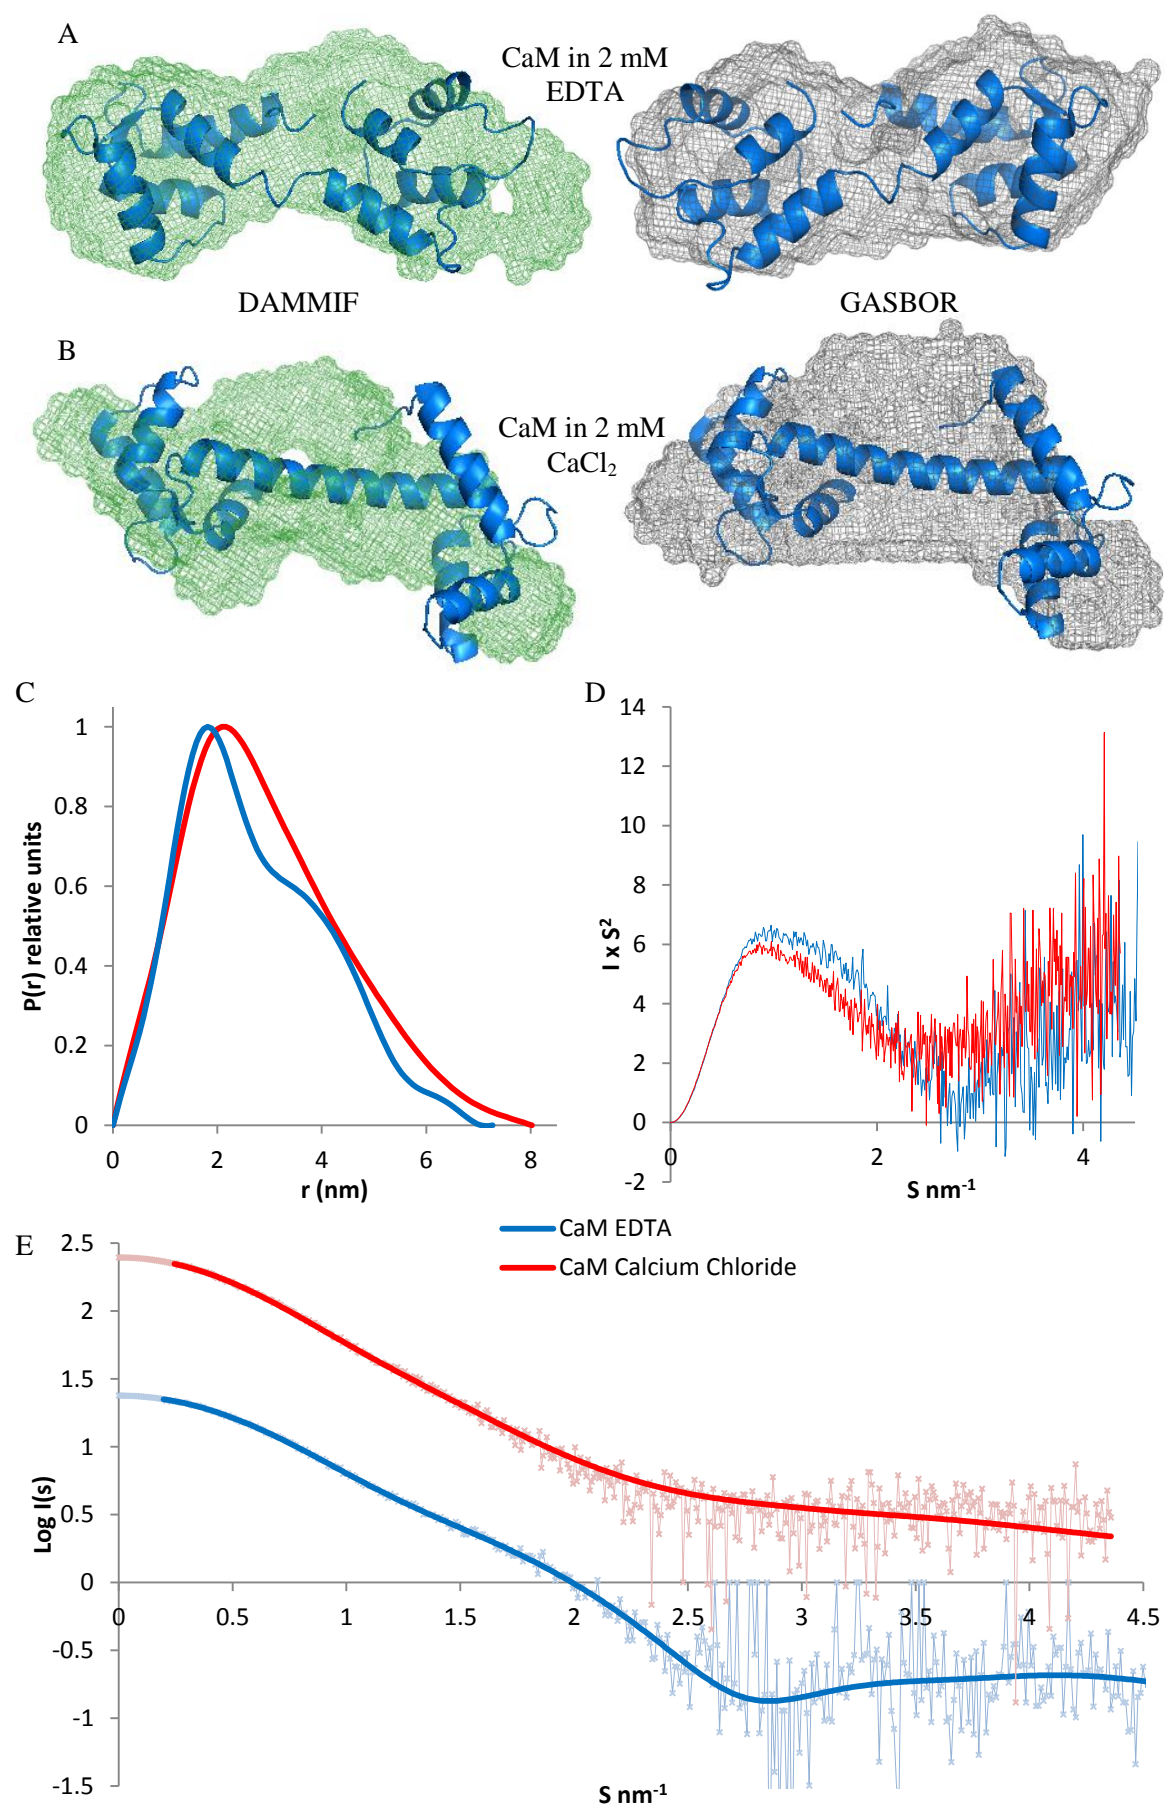 A
CaM in 2 mM
EDTA
DAMMIF
GASBOR
B
CaM in 2 mM
CaCl₂
C
D
1
0.8
0.6
0.4
0.2
0
P(r) relative units
0 2 4 6 8
r (nm)
14
12
10
8
6
4
2
0
-2
I x S²
0 2 4
S nm⁻¹
CaM EDTA
CaM Calcium Chloride
E
2.5
2
1.5
1
0.5
0
-0.5
-1
-1.5
Log I(s)
0 0.5 1 1.5 2 2.5 3 3.5 4 4.5
S nm⁻¹